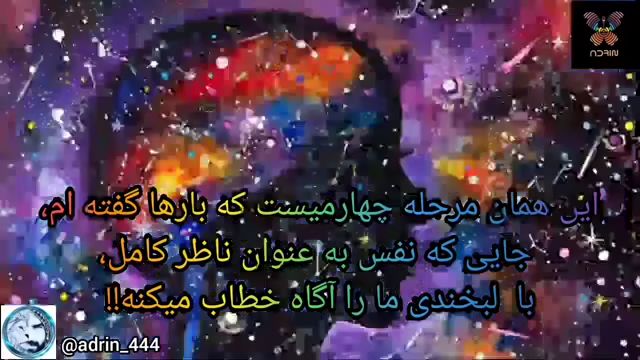 ADRIN
این همان مرحله چهارمیست که بارها گفته ام،
جایی که نفس به عنوان ناظر کامل،
با لبخندی ما را آگاه خطاب میکنه!!
@adrin_444